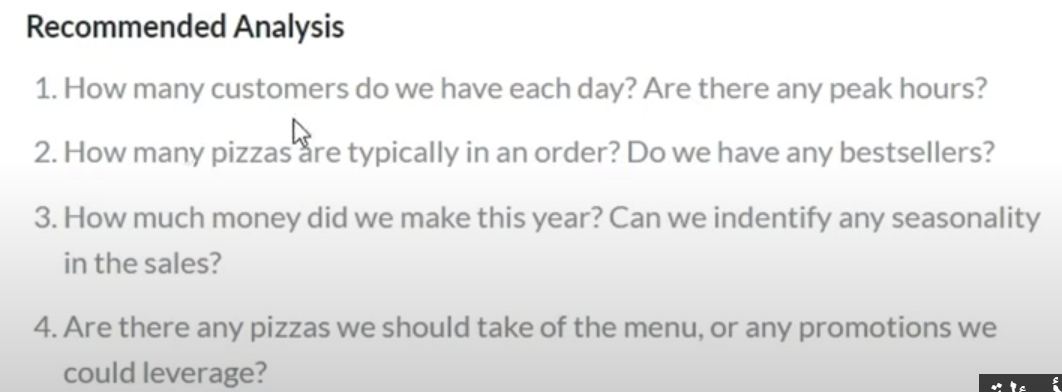 Recommended Analysis
1. How many customers do we have each day? Are there any peak hours?
2. How many pizzas are typically in an order? Do we have any bestsellers?
3. How much money did we make this year? Can we indentify any seasonality
in the sales?
4. Are there any pizzas we should take of the menu, or any promotions we
could leverage?